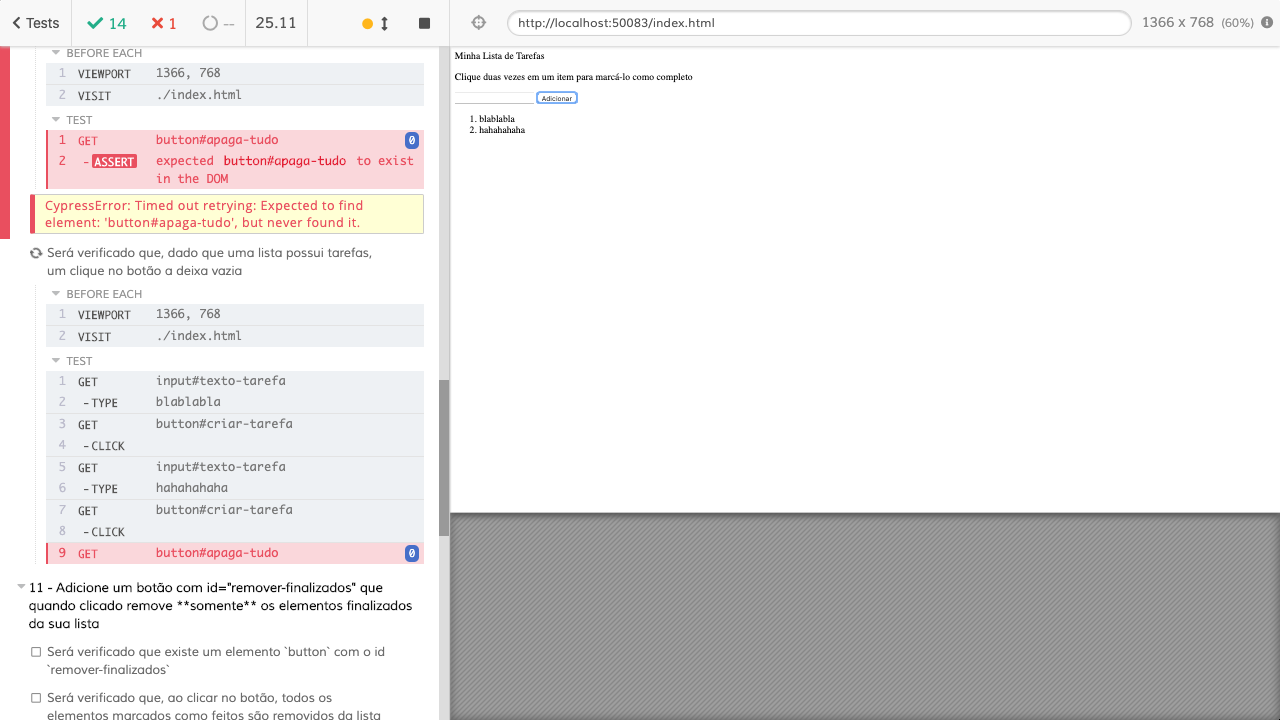 Tests
14
1
--
25.11
http://localhost:50083/index.html
1366 x 768 (60%)
BEFORE EACH
1 VIEWPORT 1366, 768
2 VISIT ./index.html
TEST
1 GET button#apaga-tudo 0
2 -ASSERT expected button#apaga-tudo to exist
in the DOM
CypressError: Timed out retrying: Expected to find
element: 'button#apaga-tudo', but never found it.
Será verificado que, dado que uma lista possui tarefas,
um clique no botão a deixa vazia
BEFORE EACH
1 VIEWPORT 1366, 768
2 VISIT ./index.html
TEST
1 GET input#texto-tarefa
2 -TYPE blablabla
3 GET button#criar-tarefa
4 -CLICK
5 GET input#texto-tarefa
6 -TYPE hahahahaha
7 GET button#criar-tarefa
8 -CLICK
9 GET button#apaga-tudo 0
11 - Adicione um botão com id="remover-finalizados" que
quando clicado remove **somente** os elementos finalizados
da sua lista
Será verificado que existe um elemento `button` com o id
`remover-finalizados`
Será verificado que, ao clicar no botão, todos os
elementos marcados como feitos são removidos da lista
Minha Lista de Tarefas
Clique duas vezes em um item para marcá-lo como completo
Adicionar
1. blablabla
2. hahahahaha